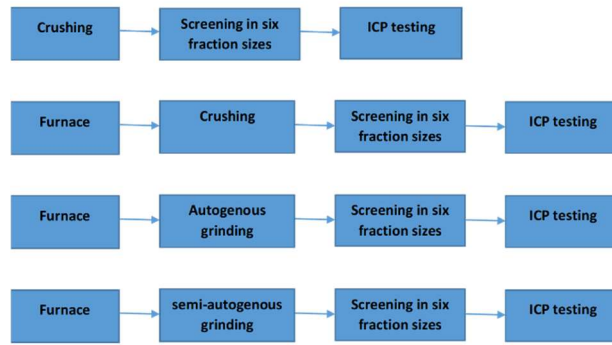 Crushing
Screening in six
fraction sizes
ICP testing
Furnace
Crushing
Screening in six
fraction sizes
ICP testing
Furnace
Autogenous
grinding
Screening in six
fraction sizes
ICP testing
Furnace
semi-autogenous
grinding
Screening in six
fraction sizes
ICP testing